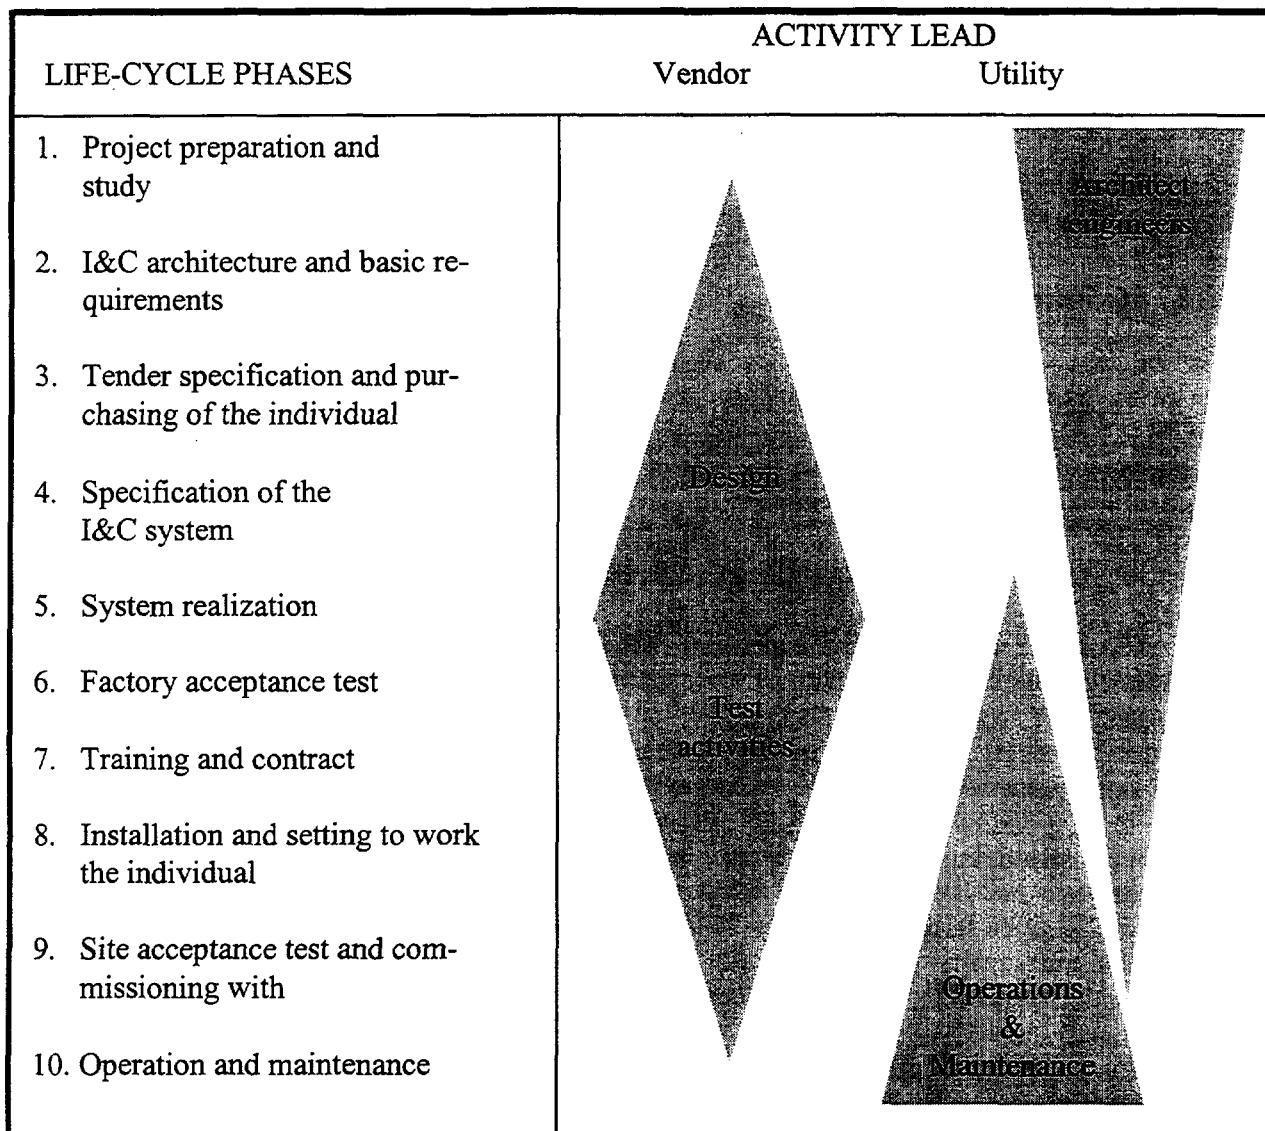 ACTIVITY LEAD
LIFE-CYCLE PHASES
Vendor
Utility
1. Project preparation and
study
2. I&C architecture and basic re-
quirements
3. Tender specification and pur-
chasing of the individual
4. Specification of the
I&C system
5. System realization
6. Factory acceptance test
7. Training and contract
8. Installation and setting to work
the individual
9. Site acceptance test and com-
missioning with
10. Operation and maintenance
Design
Test
activities
Architect
engineers
Operations
&
Maintenance